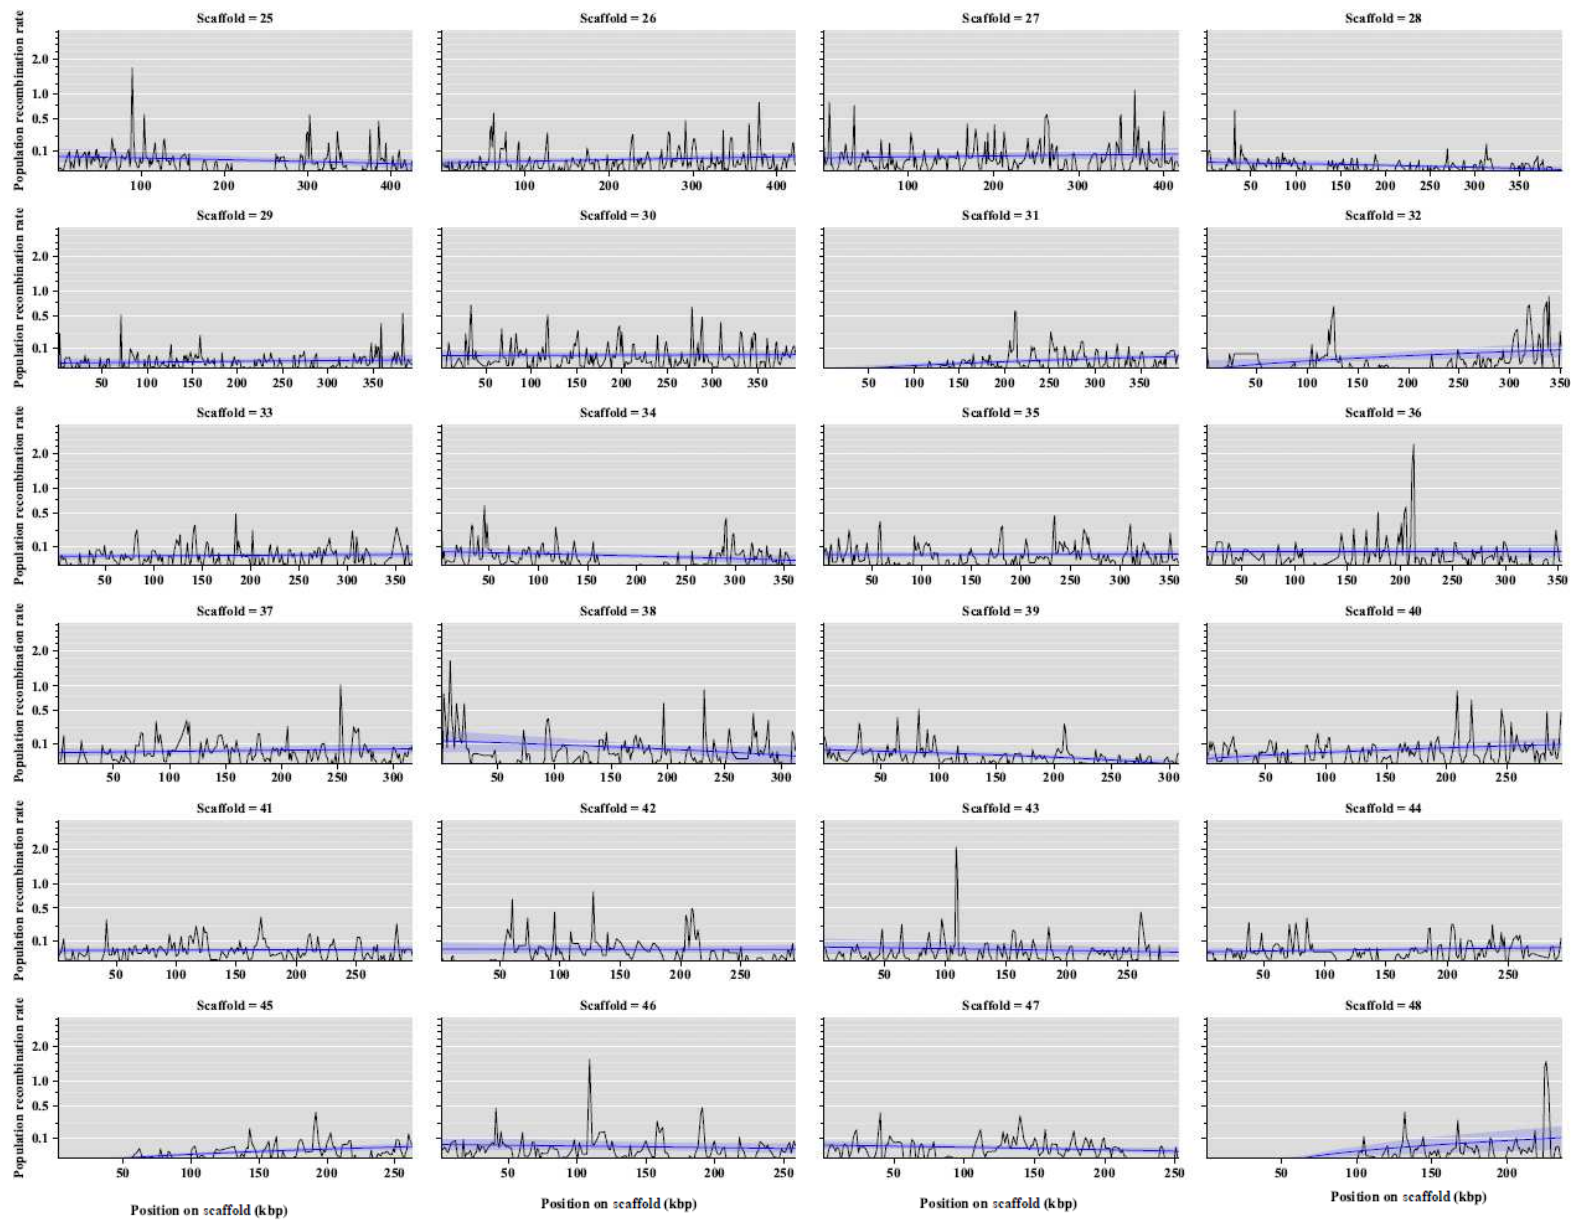 Scaffold = 25 Scaffold = 26 Scaffold = 27 Scaffold = 28
Population recombination rate
2.0
1.0
0.5
0.1
100 200 300 400 100 200 300 400 100 200 300 400 50 100 150 200 250 300 350
Scaffold = 29 Scaffold = 30 Scaffold = 31 Scaffold = 32
Population recombination rate
2.0
1.0
0.5
0.1
50 100 150 200 250 300 350 50 100 150 200 250 300 350 50 100 150 200 250 300 350 50 100 150 200 250 300 350
Scaffold = 33 Scaffold = 34 Scaffold = 35 Scaffold = 36
Population recombination rate
2.0
1.0
0.5
0.1
50 100 150 200 250 300 350 50 100 150 200 250 300 350 50 100 150 200 250 300 350 50 100 150 200 250 300 350
Scaffold = 37 Scaffold = 38 Scaffold = 39 Scaffold = 40
Population recombination rate
2.0
1.0
0.5
0.1
50 100 150 200 250 300 50 100 150 200 250 300 50 100 150 200 250 300 50 100 150 200 250
Scaffold = 41 Scaffold = 42 Scaffold = 43 Scaffold = 44
Population recombination rate
2.0
1.0
0.5
0.1
50 100 150 200 250 50 100 150 200 250 50 100 150 200 250 50 100 150 200 250
Scaffold = 45 Scaffold = 46 Scaffold = 47 Scaffold = 48
Population recombination rate
2.0
1.0
0.5
0.1
50 100 150 200 250 50 100 150 200 250 50 100 150 200 250 50 100 150 200
Position on scaffold (kbp) Position on scaffold (kbp) Position on scaffold (kbp) Position on scaffold (kbp)